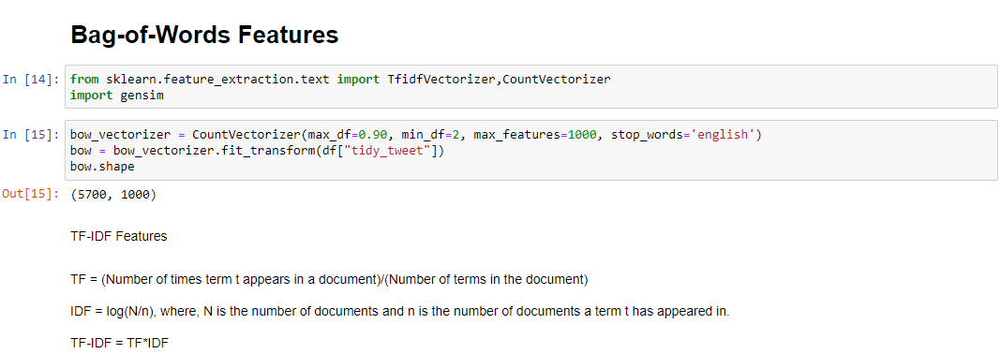 Bag-of-Words Features
In [14]: from sklearn.feature_extraction.text import TfidfVectorizer,CountVectorizer
import gensim
In [15]: bow_vectorizer = CountVectorizer(max_df=0.90, min_df=2, max_features=1000, stop_words='english')
bow = bow_vectorizer.fit_transform(df["tidy_tweet"])
bow.shape
Out[15]: (5700, 1000)
TF-IDF Features
TF = (Number of times term t appears in a document)/(Number of terms in the document)
IDF = log(N/n), where, N is the number of documents and n is the number of documents a term t has appeared in.
TF-IDF = TF*IDF